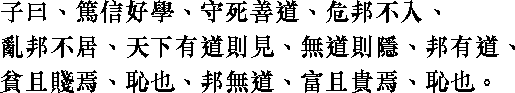 子曰、篤信好學、守死善道、危邦不入、
亂邦不居、天下有道則見、無道則隱、邦有道、
貧且賤焉、恥也、邦無道、富且貴焉、恥也。